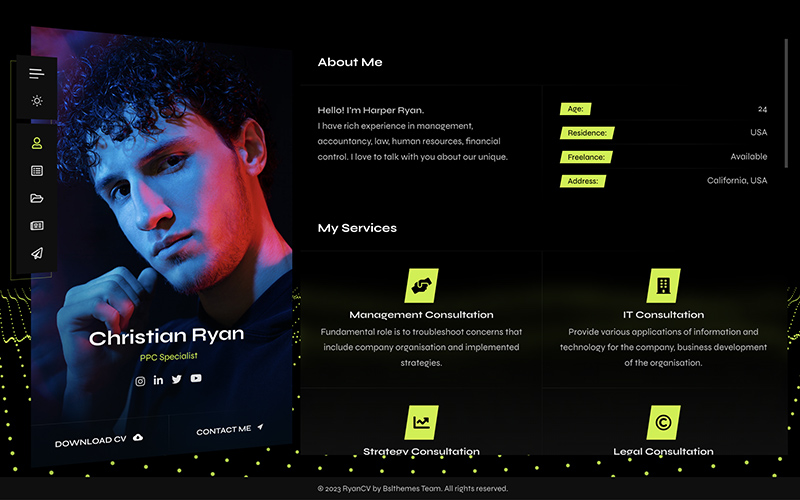 About Me
Hello! I'm Harper Ryan.
I have rich experience in management,
accountancy, law, human resources, financial
control. I love to talk with you about our unique.
Age: 24
Residence: USA
Freelance: Available
Address: California, USA
Christian Ryan
PPC Specialist
DOWNLOAD CV
CONTACT ME
My Services
Management Consultation
Fundamental role is to troubleshoot concerns that
include company organisation and implemented
strategies.
IT Consultation
Provide various applications of information and
technology for the company, business development
of the organisation.
Strategy Consultation
Legal Consultation
© 2023 RyanCV by Bslthemes Team. All rights reserved.